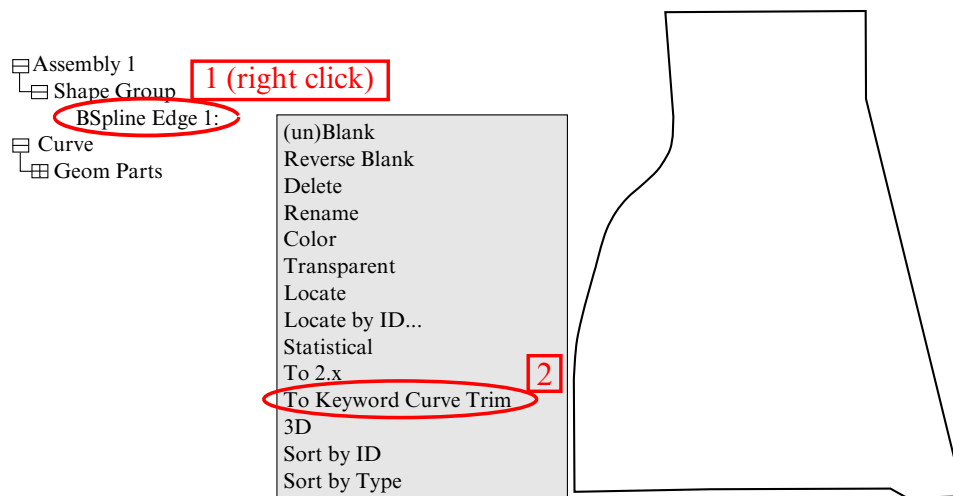 Assembly 1
1 (right click)
Shape Group
BSpline Edge 1:
Curve
Geom Parts
(un)Blank
Reverse Blank
Delete
Rename
Color
Transparent
Locate
Locate by ID...
Statistical
To 2.x
2
To Keyword Curve Trim
3D
Sort by ID
Sort by Type